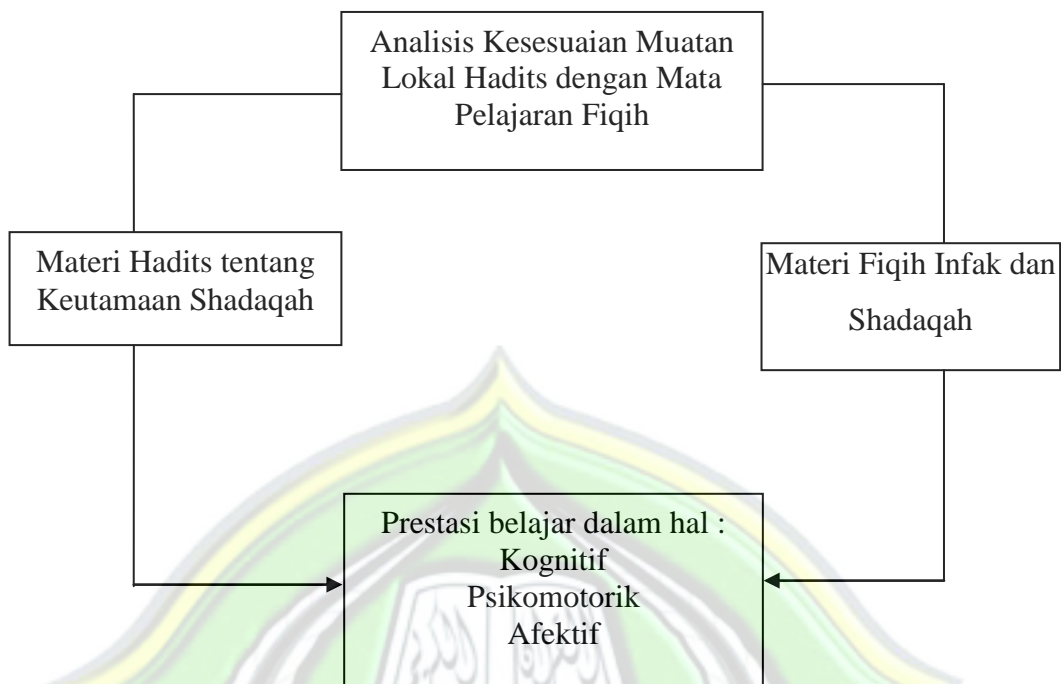 Analisis Kesesuaian Muatan
Lokal Hadits dengan Mata
Pelajaran Fiqih
Materi Hadits tentang
Keutamaan Shadaqah
Materi Fiqih Infak dan
Shadaqah
Prestasi belajar dalam hal :
Kognitif
Psikomotorik
Afektif